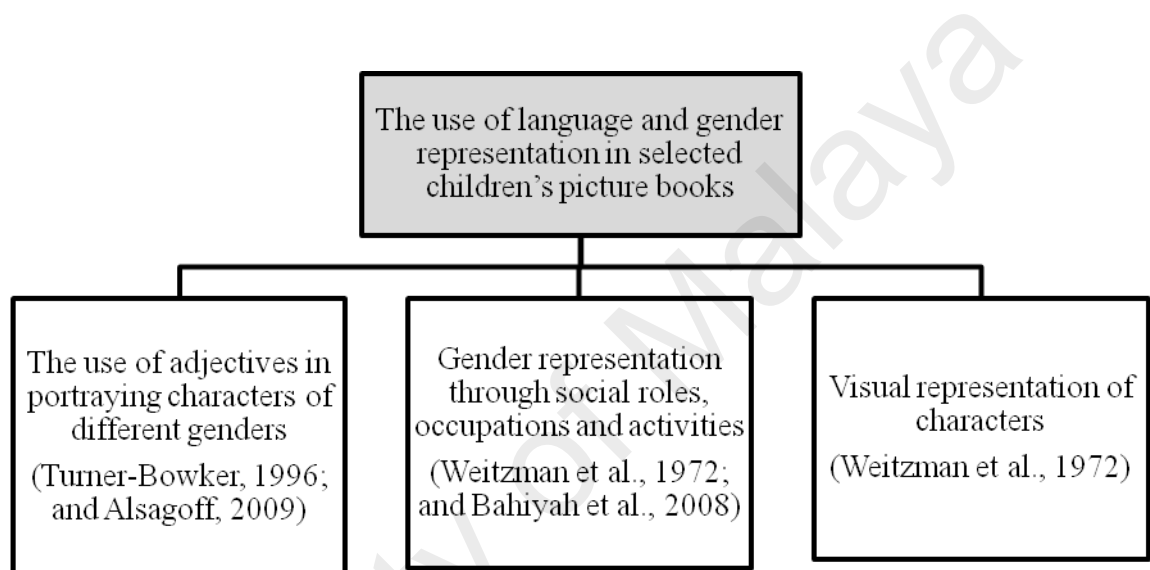 The use of language and gender
representation in selected
children's picture books
The use of adjectives in
portraying characters of
different genders
(Turner-Bowker, 1996;
and Alsagoff, 2009)
Gender representation
through social roles,
occupations and activities
(Weitzman et al., 1972;
and Bahiyah et al., 2008)
Visual representation of
characters
(Weitzman et al., 1972)
of Malaya